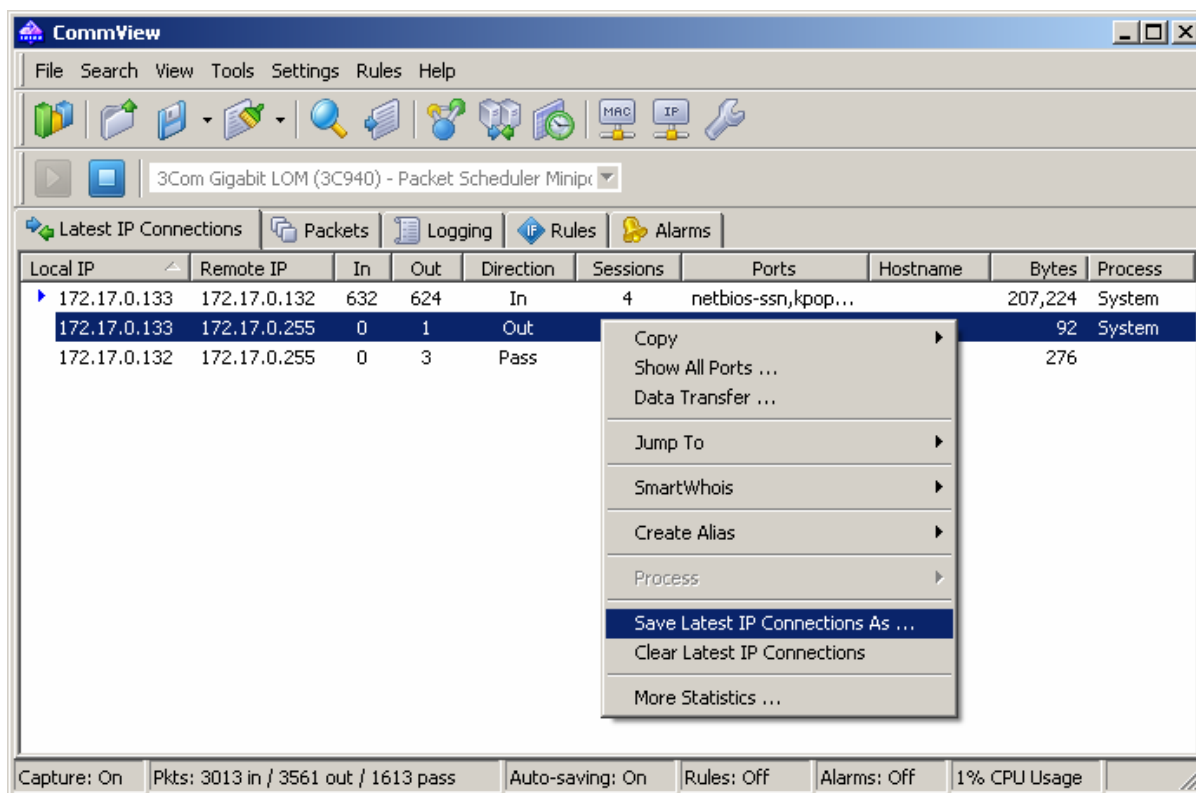 CommView
File Search View Tools Settings Rules Help
MAC IP
3Com Gigabit LOM (3C940) - Packet Scheduler Minipo
Latest IP Connections Packets Logging IF Rules Alarms
Local IP Remote IP In Out Direction Sessions Ports Hostname Bytes Process
172.17.0.133 172.17.0.132 632 624 In 4 netbios-ssn,kpop... 207,224 System
172.17.0.133 172.17.0.255 0 1 Out 92 System
172.17.0.132 172.17.0.255 0 3 Pass 276
Copy
Show All Ports ...
Data Transfer ...
Jump To
SmartWhois
Create Alias
Process
Save Latest IP Connections As ...
Clear Latest IP Connections
More Statistics ...
Capture: On Pkts: 3013 in / 3561 out / 1613 pass Auto-saving: On Rules: Off Alarms: Off 1% CPU Usage